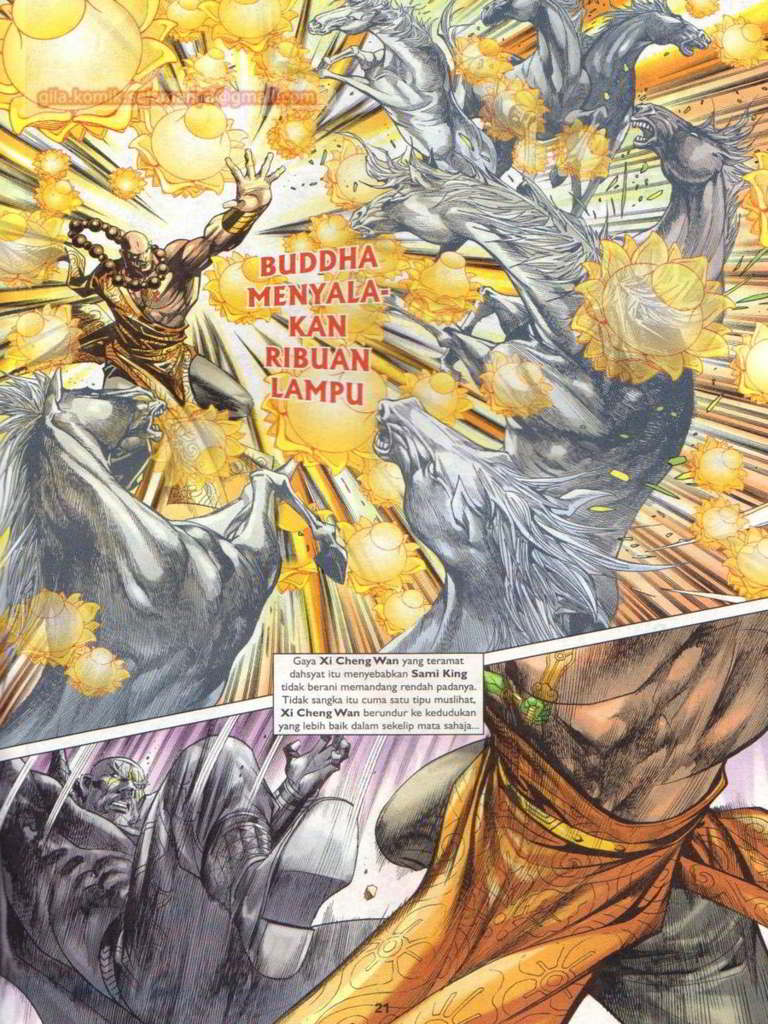 BUDDHA
MENYALA-
KAN
RIBUAN
LAMPU
Gaya Xi Cheng Wan yang teramat
dahsyat itu menyebabkan Sami King
tidak berani memandang rendah padanya.
Tidak sangka itu cuma satu tipu muslihat,
Xi Cheng Wan berundur ke kedudukan
yang lebih baik dalam sekelip mata sahaja...
21